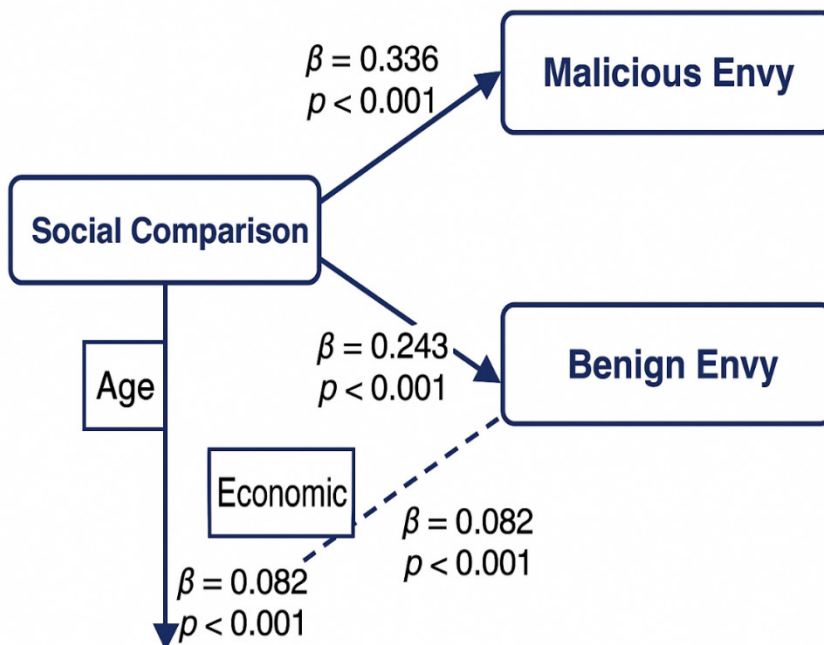 β = 0.336
p < 0.001
Malicious Envy
Social Comparison
β = 0.243
p < 0.001
Benign Envy
Age
Economic
β = 0.082
p < 0.001
β = 0.082
p < 0.001